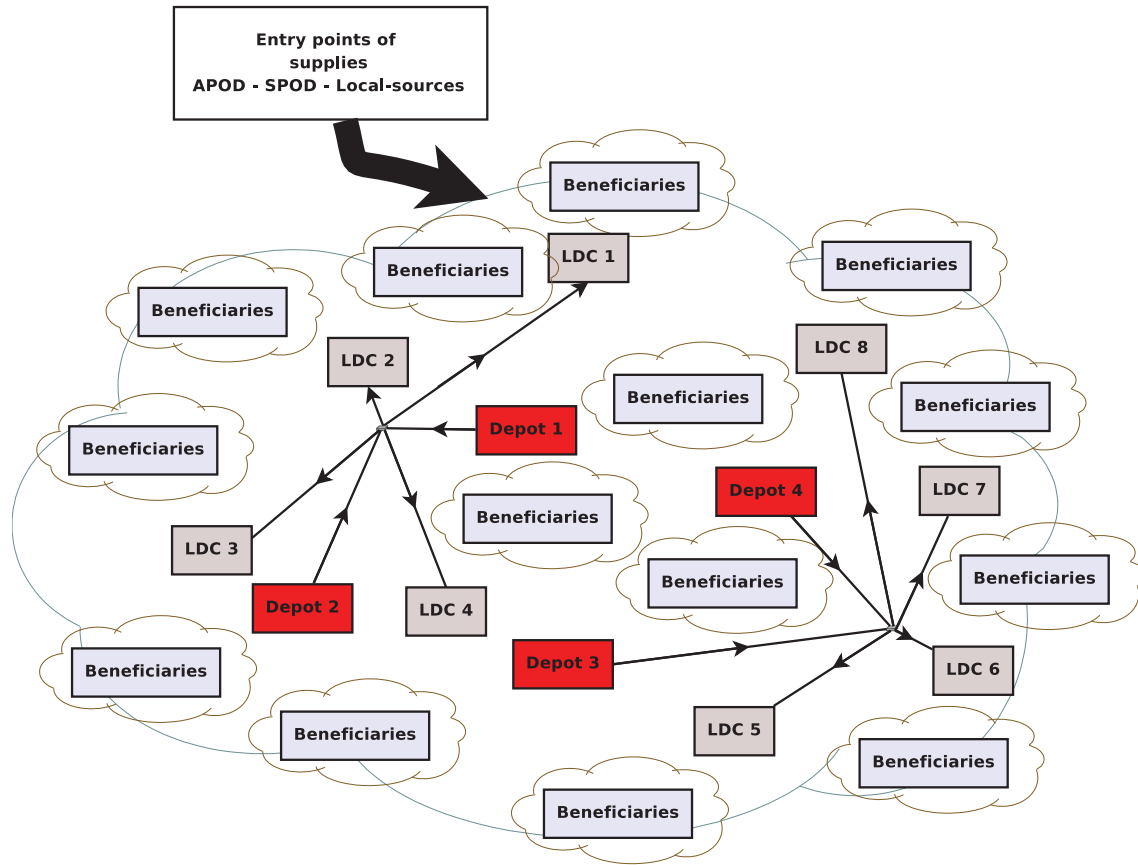 Entry points of
supplies
APOD - SPOD - Local-sources
Beneficiaries
Beneficiaries
LDC 1
Beneficiaries
Beneficiaries
LDC 2
LDC 8
Beneficiaries
Beneficiaries
Beneficiaries
Depot 1
Depot 4
LDC 7
Beneficiaries
LDC 3
Beneficiaries
Beneficiaries
Depot 2
LDC 4
Depot 3
LDC 6
Beneficiaries
LDC 5
Beneficiaries
Beneficiaries
Beneficiaries